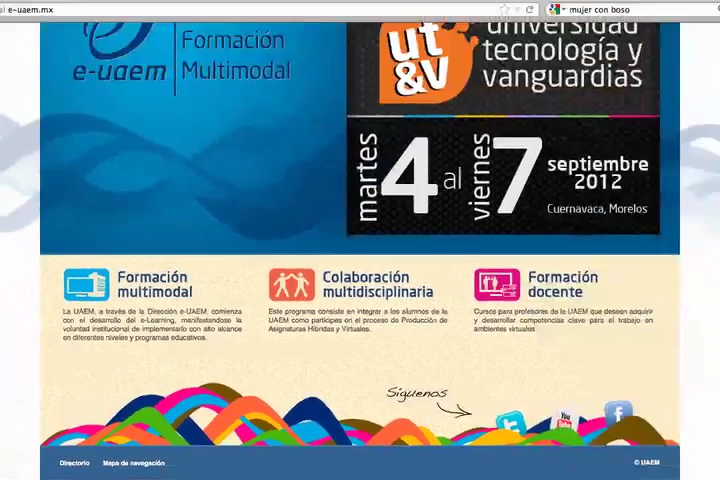 e-uaem.mx
mujer con boso
e-uaem
Formación
Multimodal
ut
&v
universidad
tecnología y
vanguardias
martes
4
al
viernes
7
septiembre
2012
Cuernavaca, Morelos
Formación
multimodal
La UAEM, a través de la Dirección e-UAEM, comienza
con el desarrollo del e-Learning, manifestandose la
voluntad institucional de implementarlo con alto alcance
en diferentes niveles y programas educativos.
Colaboración
multidisciplinaria
Este programa consiste en integrar a los alumnos de la
UAEM como participes en el proceso de Producción de
Asignaturas Híbridas y Virtuales.
Formación
docente
Cursos para profesores de la UAEM que desean adquirir
y desarrollar competencias clave para el trabajo en
ambientes virtuales
Síguenos
You
Tube
Directorio
Mapa de navegación
© UAEM